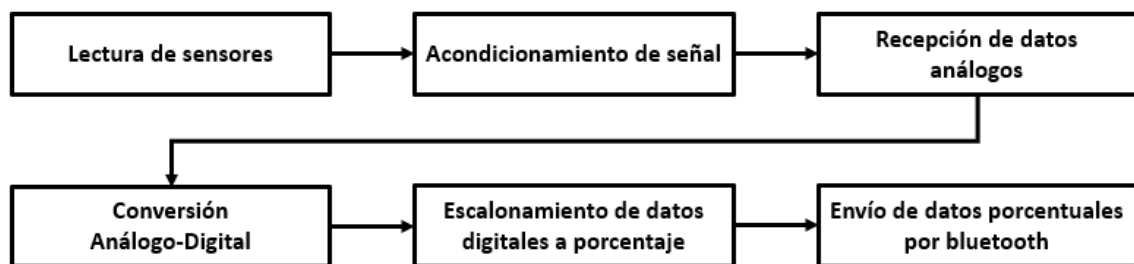 Lectura de sensores
Acondicionamiento de señal
Recepción de datos
análogos
Conversión
Análogo-Digital
Escalonamiento de datos
digitales a porcentaje
Envío de datos porcentuales
por bluetooth